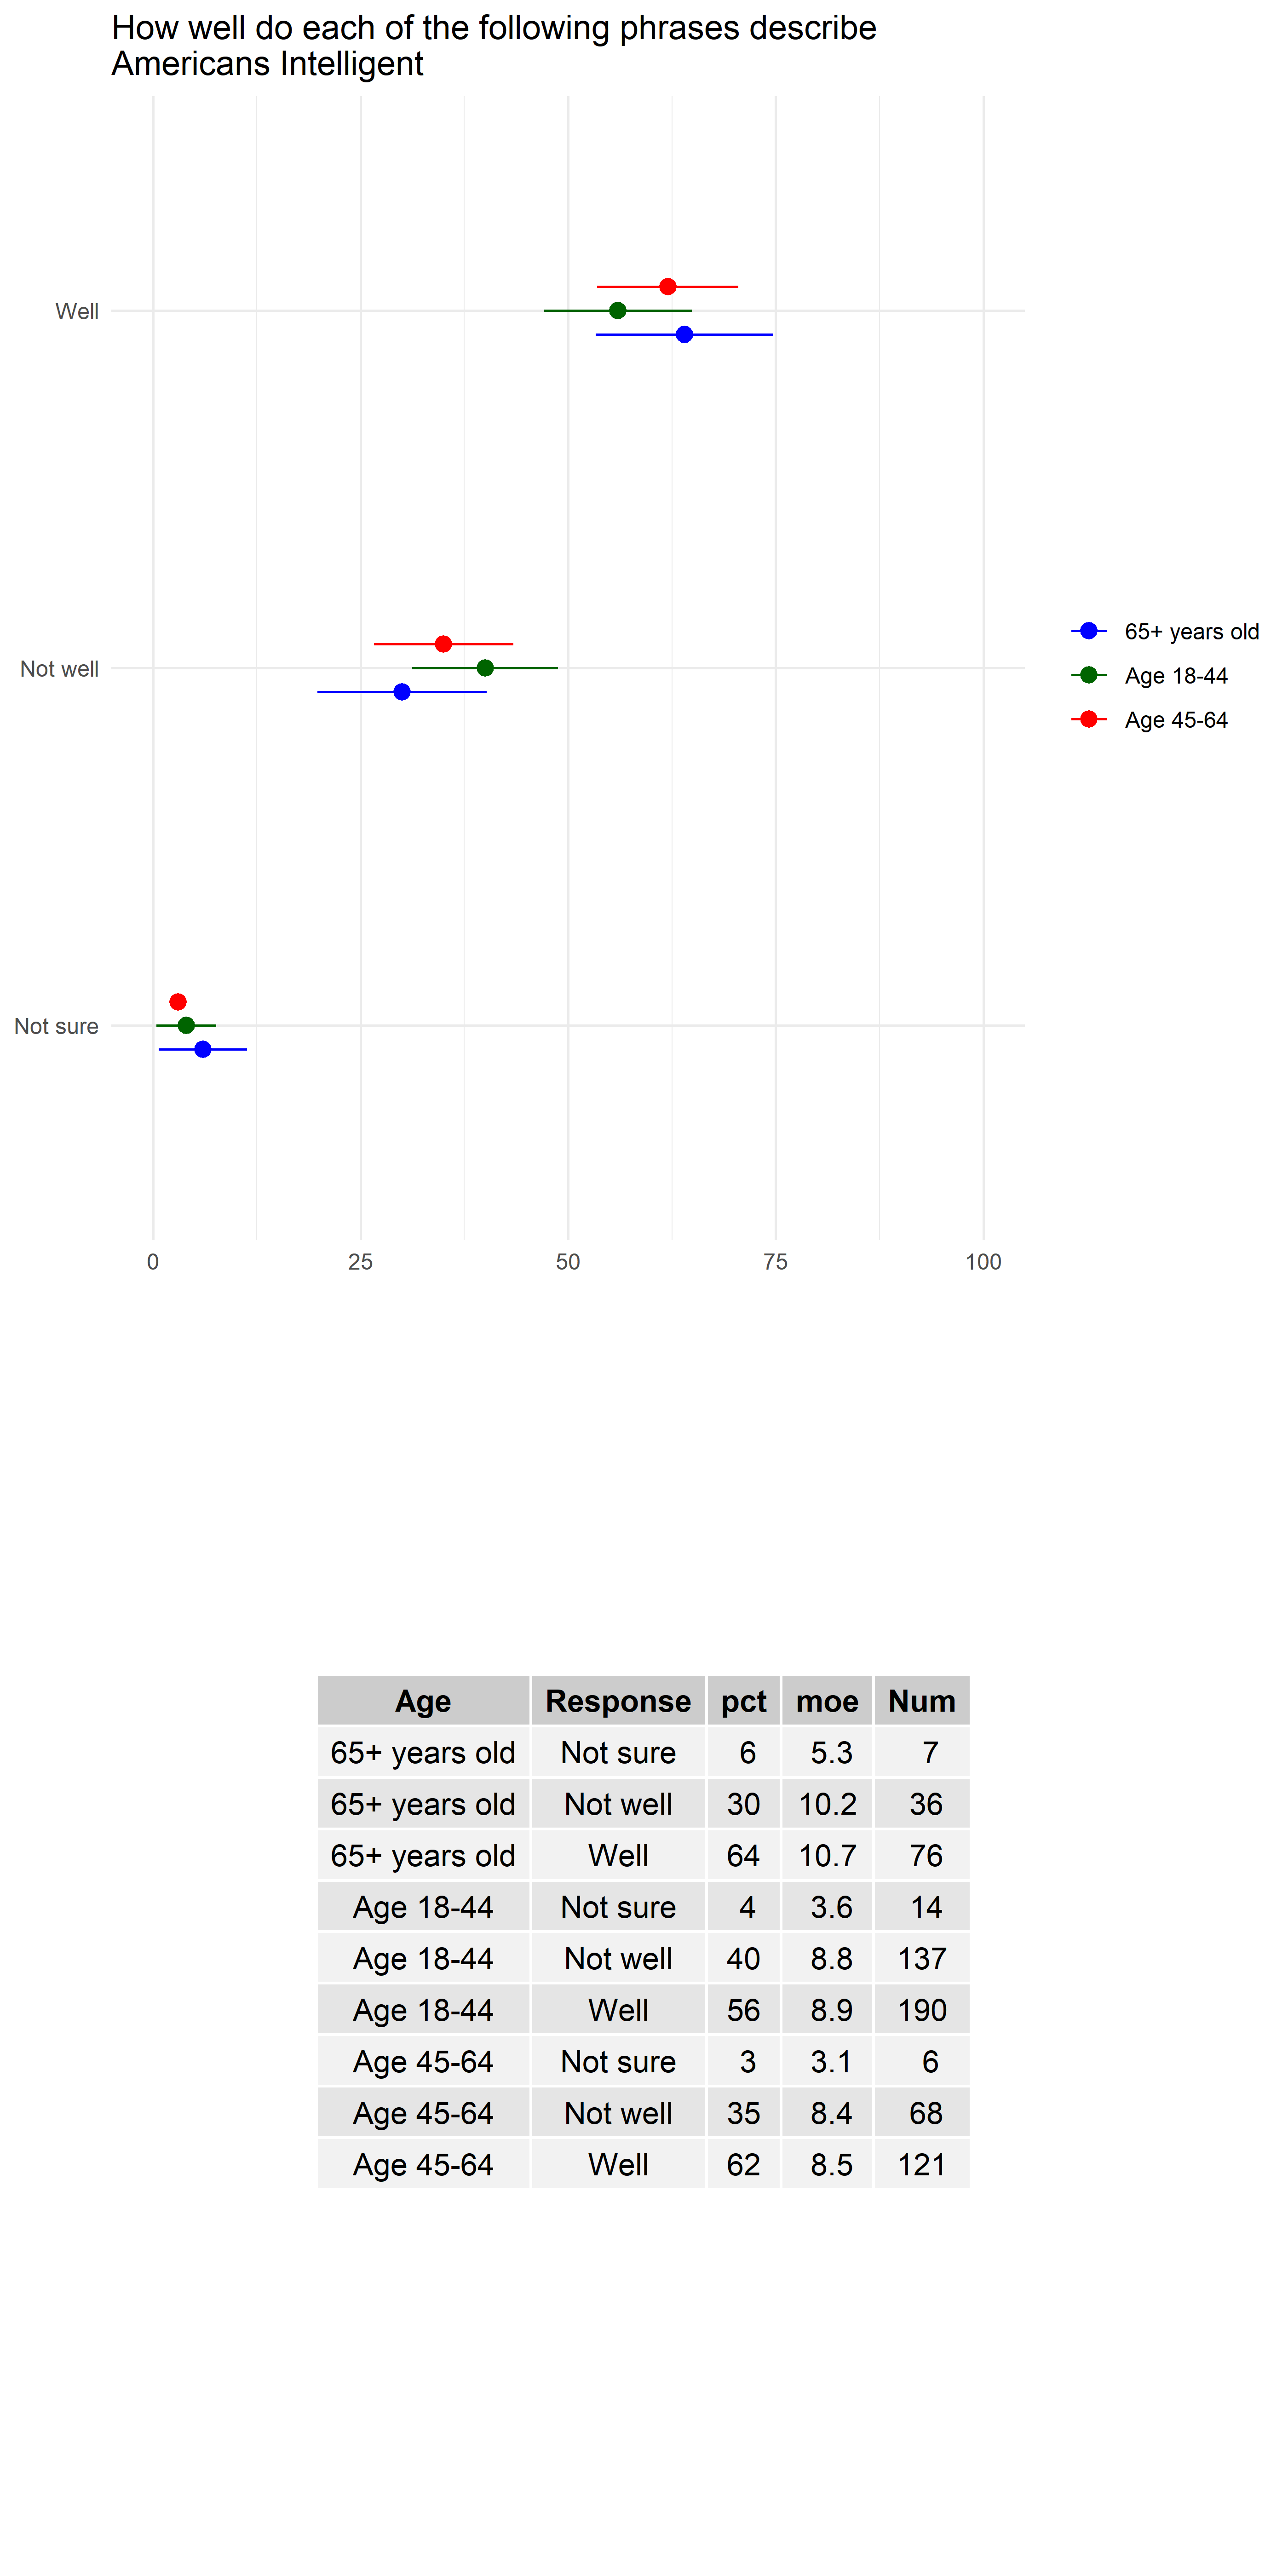 How well do each of the following phrases describe
Americans Intelligent
Well
Not well
Not sure
0 25 50 75 100
65+ years old
Age 18-44
Age 45-64
Age Response pct moe Num
65+ years old Not sure 6 5.3 7
65+ years old Not well 30 10.2 36
65+ years old Well 64 10.7 76
Age 18-44 Not sure 4 3.6 14
Age 18-44 Not well 40 8.8 137
Age 18-44 Well 56 8.9 190
Age 45-64 Not sure 3 3.1 6
Age 45-64 Not well 35 8.4 68
Age 45-64 Well 62 8.5 121